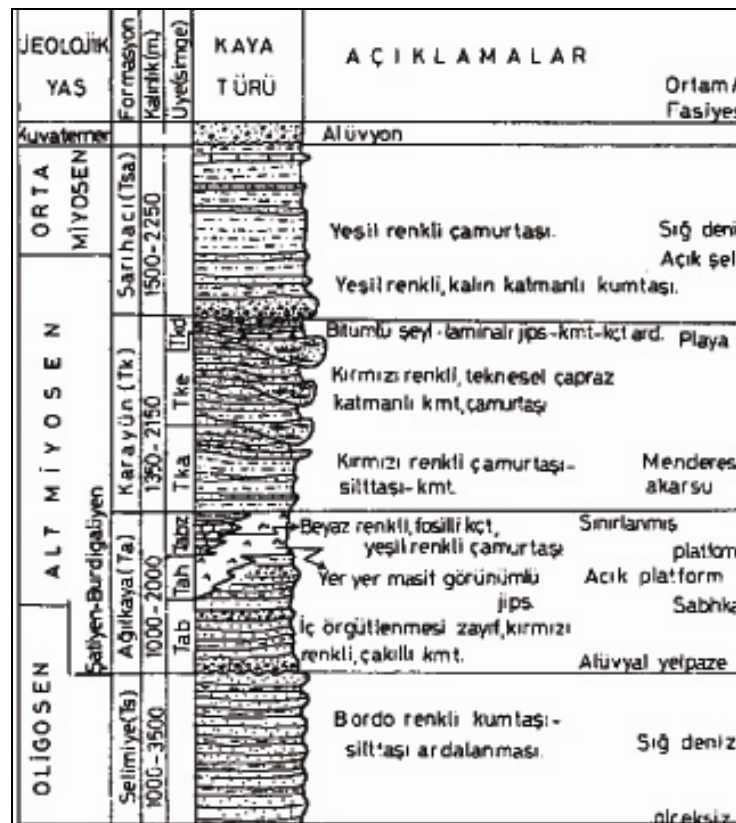 JEOLOJİK YAŞ
Formasyon
Kalınlık(m)
Üye(simge)
KAYA TÜRÜ
AÇIKLAMALAR
Ortam/
Fasiyes
Kuvaterner
Alüvyon
ORTA MİYOSEN
Sarıhacı(Tsa)
1500-2250
Yeşil renkli çamurtaşı.
Sığ deniz
Açık şel
Yeşil renkli, kalın katmanlı kumtaşı.
ALT MİYOSEN
Karayün (Tk)
1350-2150
Tkd
Bitümlü şeyl-laminalı jips-kmt-kçt ard.
Playa
Tke
Kırmızı renkli, teknesel çapraz
katmanlı kmt, çamurtaşı
Tka
Kırmızı renkli çamurtaşı-
silttaşı-kmt.
Menderes
akarsu
Şatiyen-Burdigaliyen
Ağılkaya(Ta)
1000-2000
Tabz
Beyaz renkli, fosilli kçt,
yeşil renkli çamurtaşı
Sınırlanmış
platform
Tah
Yer yer masif görünümlü
jips.
Açık platform
Sabhka
Tab
İç örgütlenmesi zayıf, kırmızı
renkli, çakıllı kmt.
Alüvyal yelpaze
OLİGOSEN
Selimiye(Ts)
1000-3500
Bordo renkli kumtaşı-
silttaşı ardalanması.
Sığ deniz
ölçeksiz